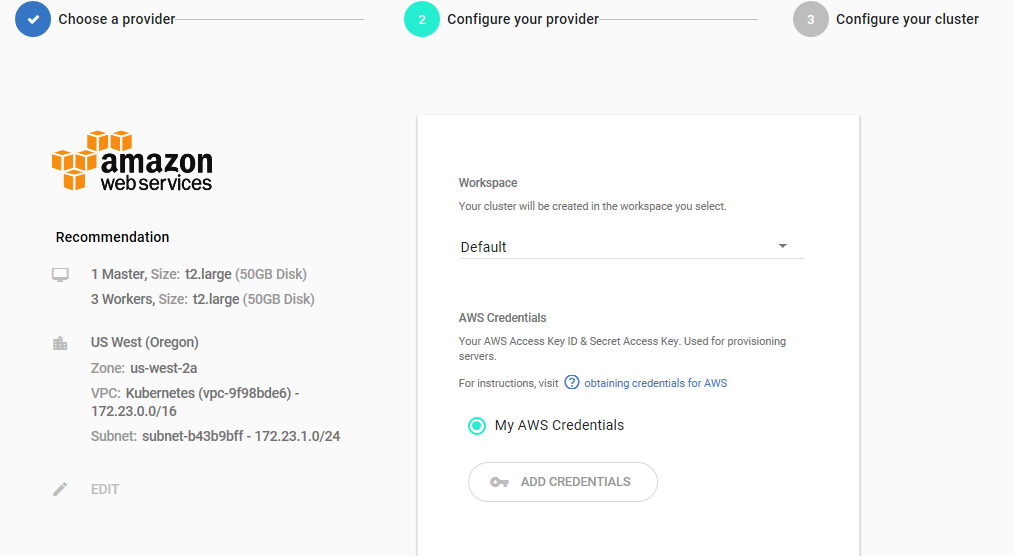 Choose a provider
2 Configure your provider
3 Configure your cluster
amazon
web services
Recommendation
1 Master, Size: t2.large (50GB Disk)
3 Workers, Size: t2.large (50GB Disk)
US West (Oregon)
Zone: us-west-2a
VPC: Kubernetes (vpc-9f98bde6) -
172.23.0.0/16
Subnet: subnet-b43b9bff - 172.23.1.0/24
EDIT
Workspace
Your cluster will be created in the workspace you select.
Default
AWS Credentials
Your AWS Access Key ID & Secret Access Key. Used for provisioning
servers.
For instructions, visit ? obtaining credentials for AWS
My AWS Credentials
ADD CREDENTIALS